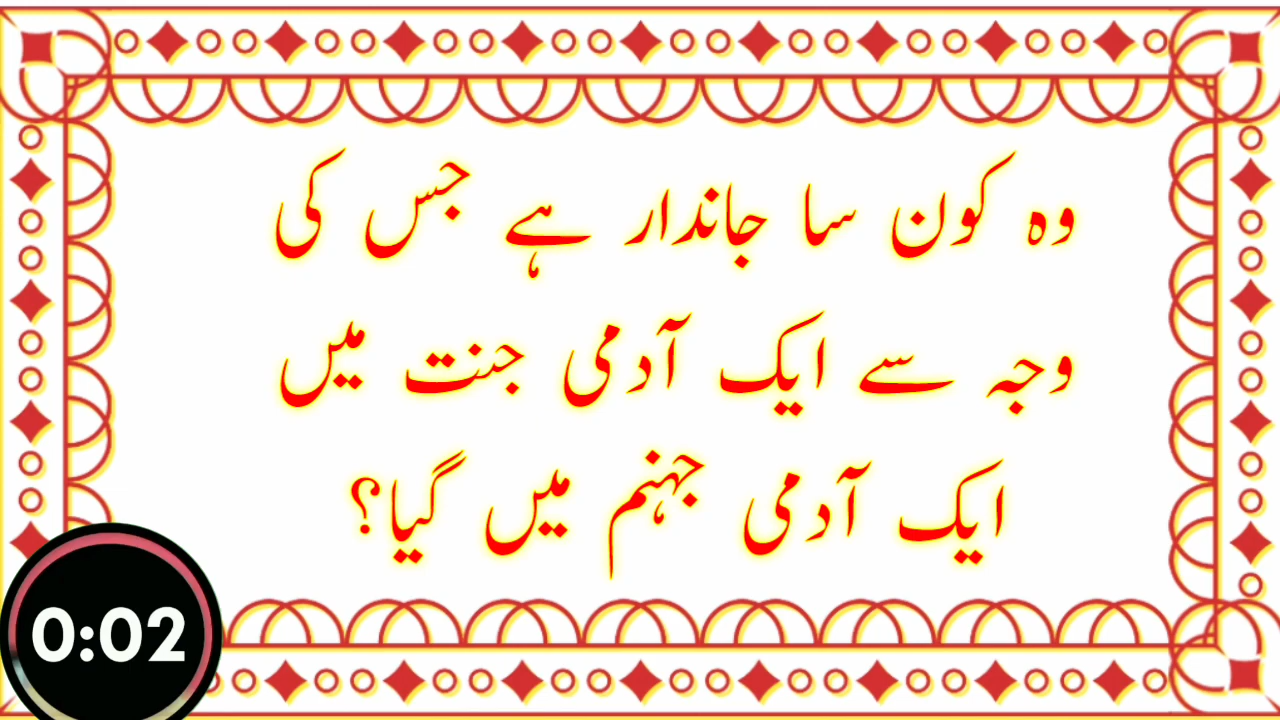 وہ کون سا جاندار ہے جس کی
وجہ سے ایک آدمی جنت میں
ایک آدمی جہنم میں گیا؟
0:02